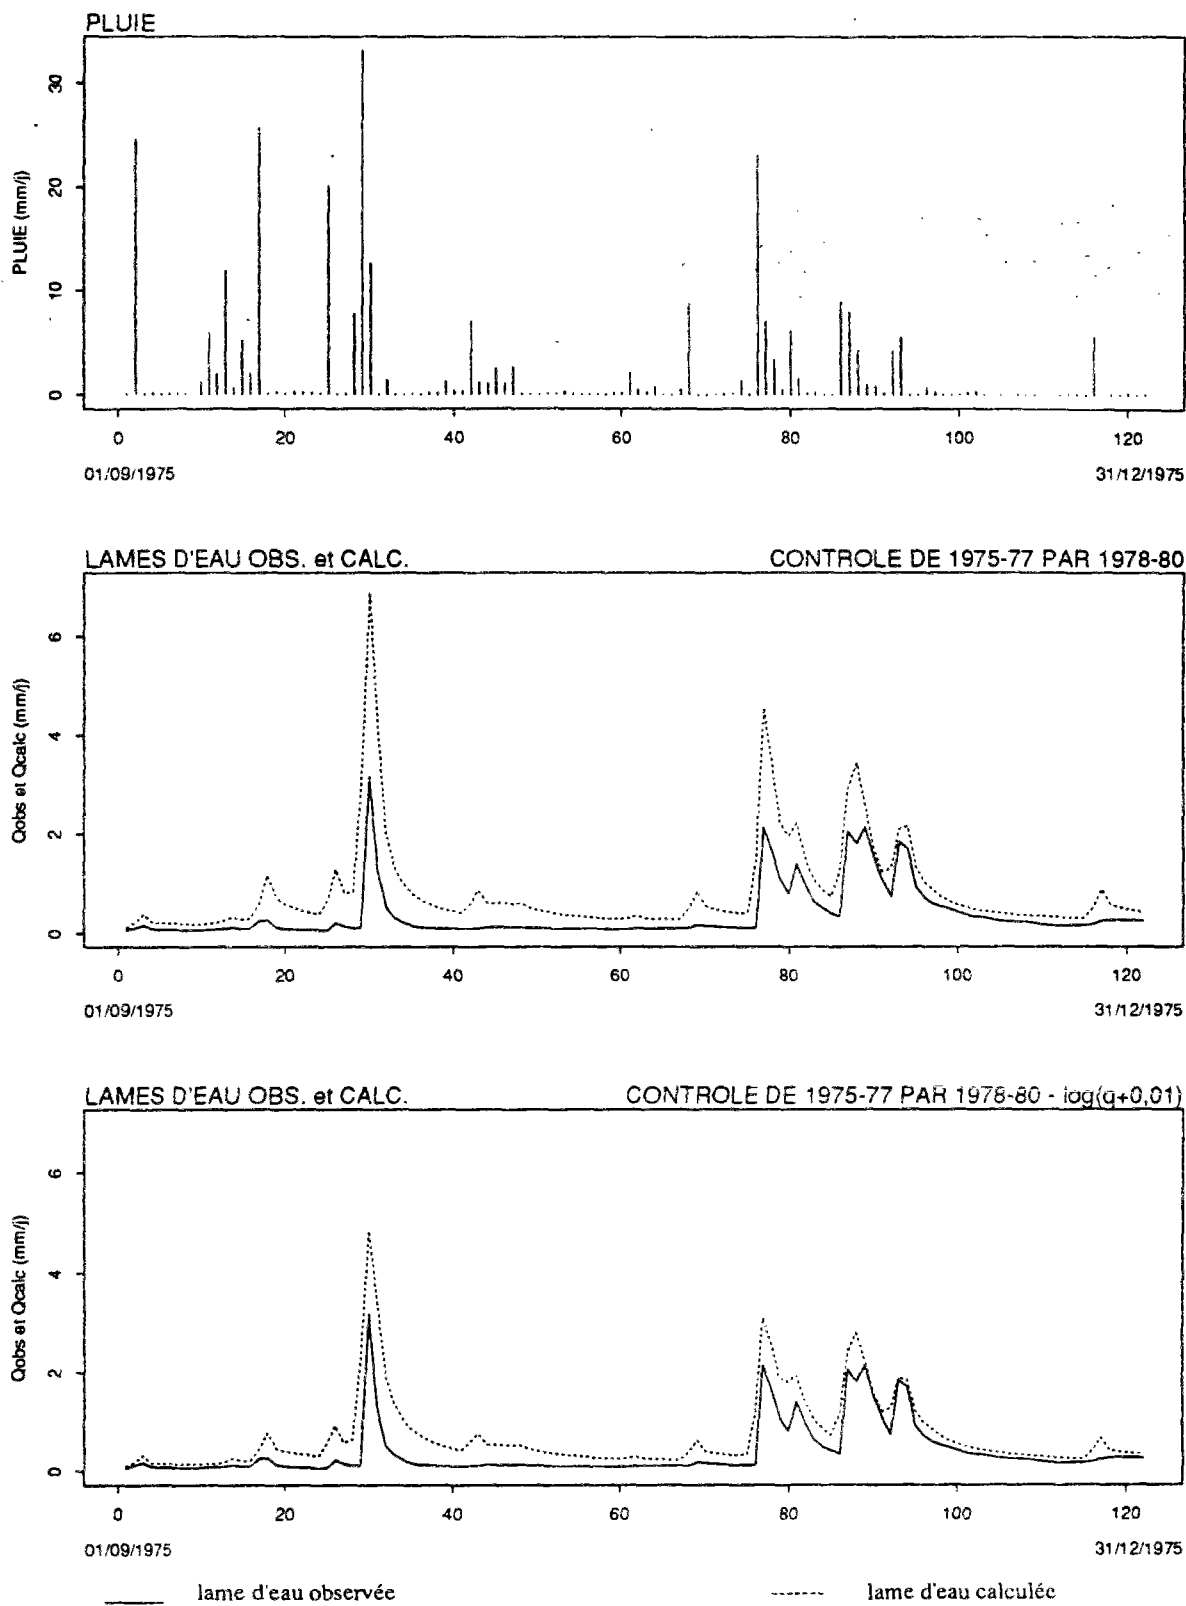 PLUIE
PLUIE (mm/j)
30
20
10
0
0 20 40 60 80 100 120
01/09/1975 31/12/1975
LAMES D'EAU OBS. et CALC. CONTROLE DE 1975-77 PAR 1978-80
Qobs et Qcalc (mm/j)
6
4
2
0
0 20 40 60 80 100 120
01/09/1975 31/12/1975
LAMES D'EAU OBS. et CALC. CONTROLE DE 1975-77 PAR 1978-80 - log(q+0,01)
Qobs et Qcalc (mm/j)
6
4
2
0
0 20 40 60 80 100 120
01/09/1975 31/12/1975
lame d'eau observée lame d'eau calculée